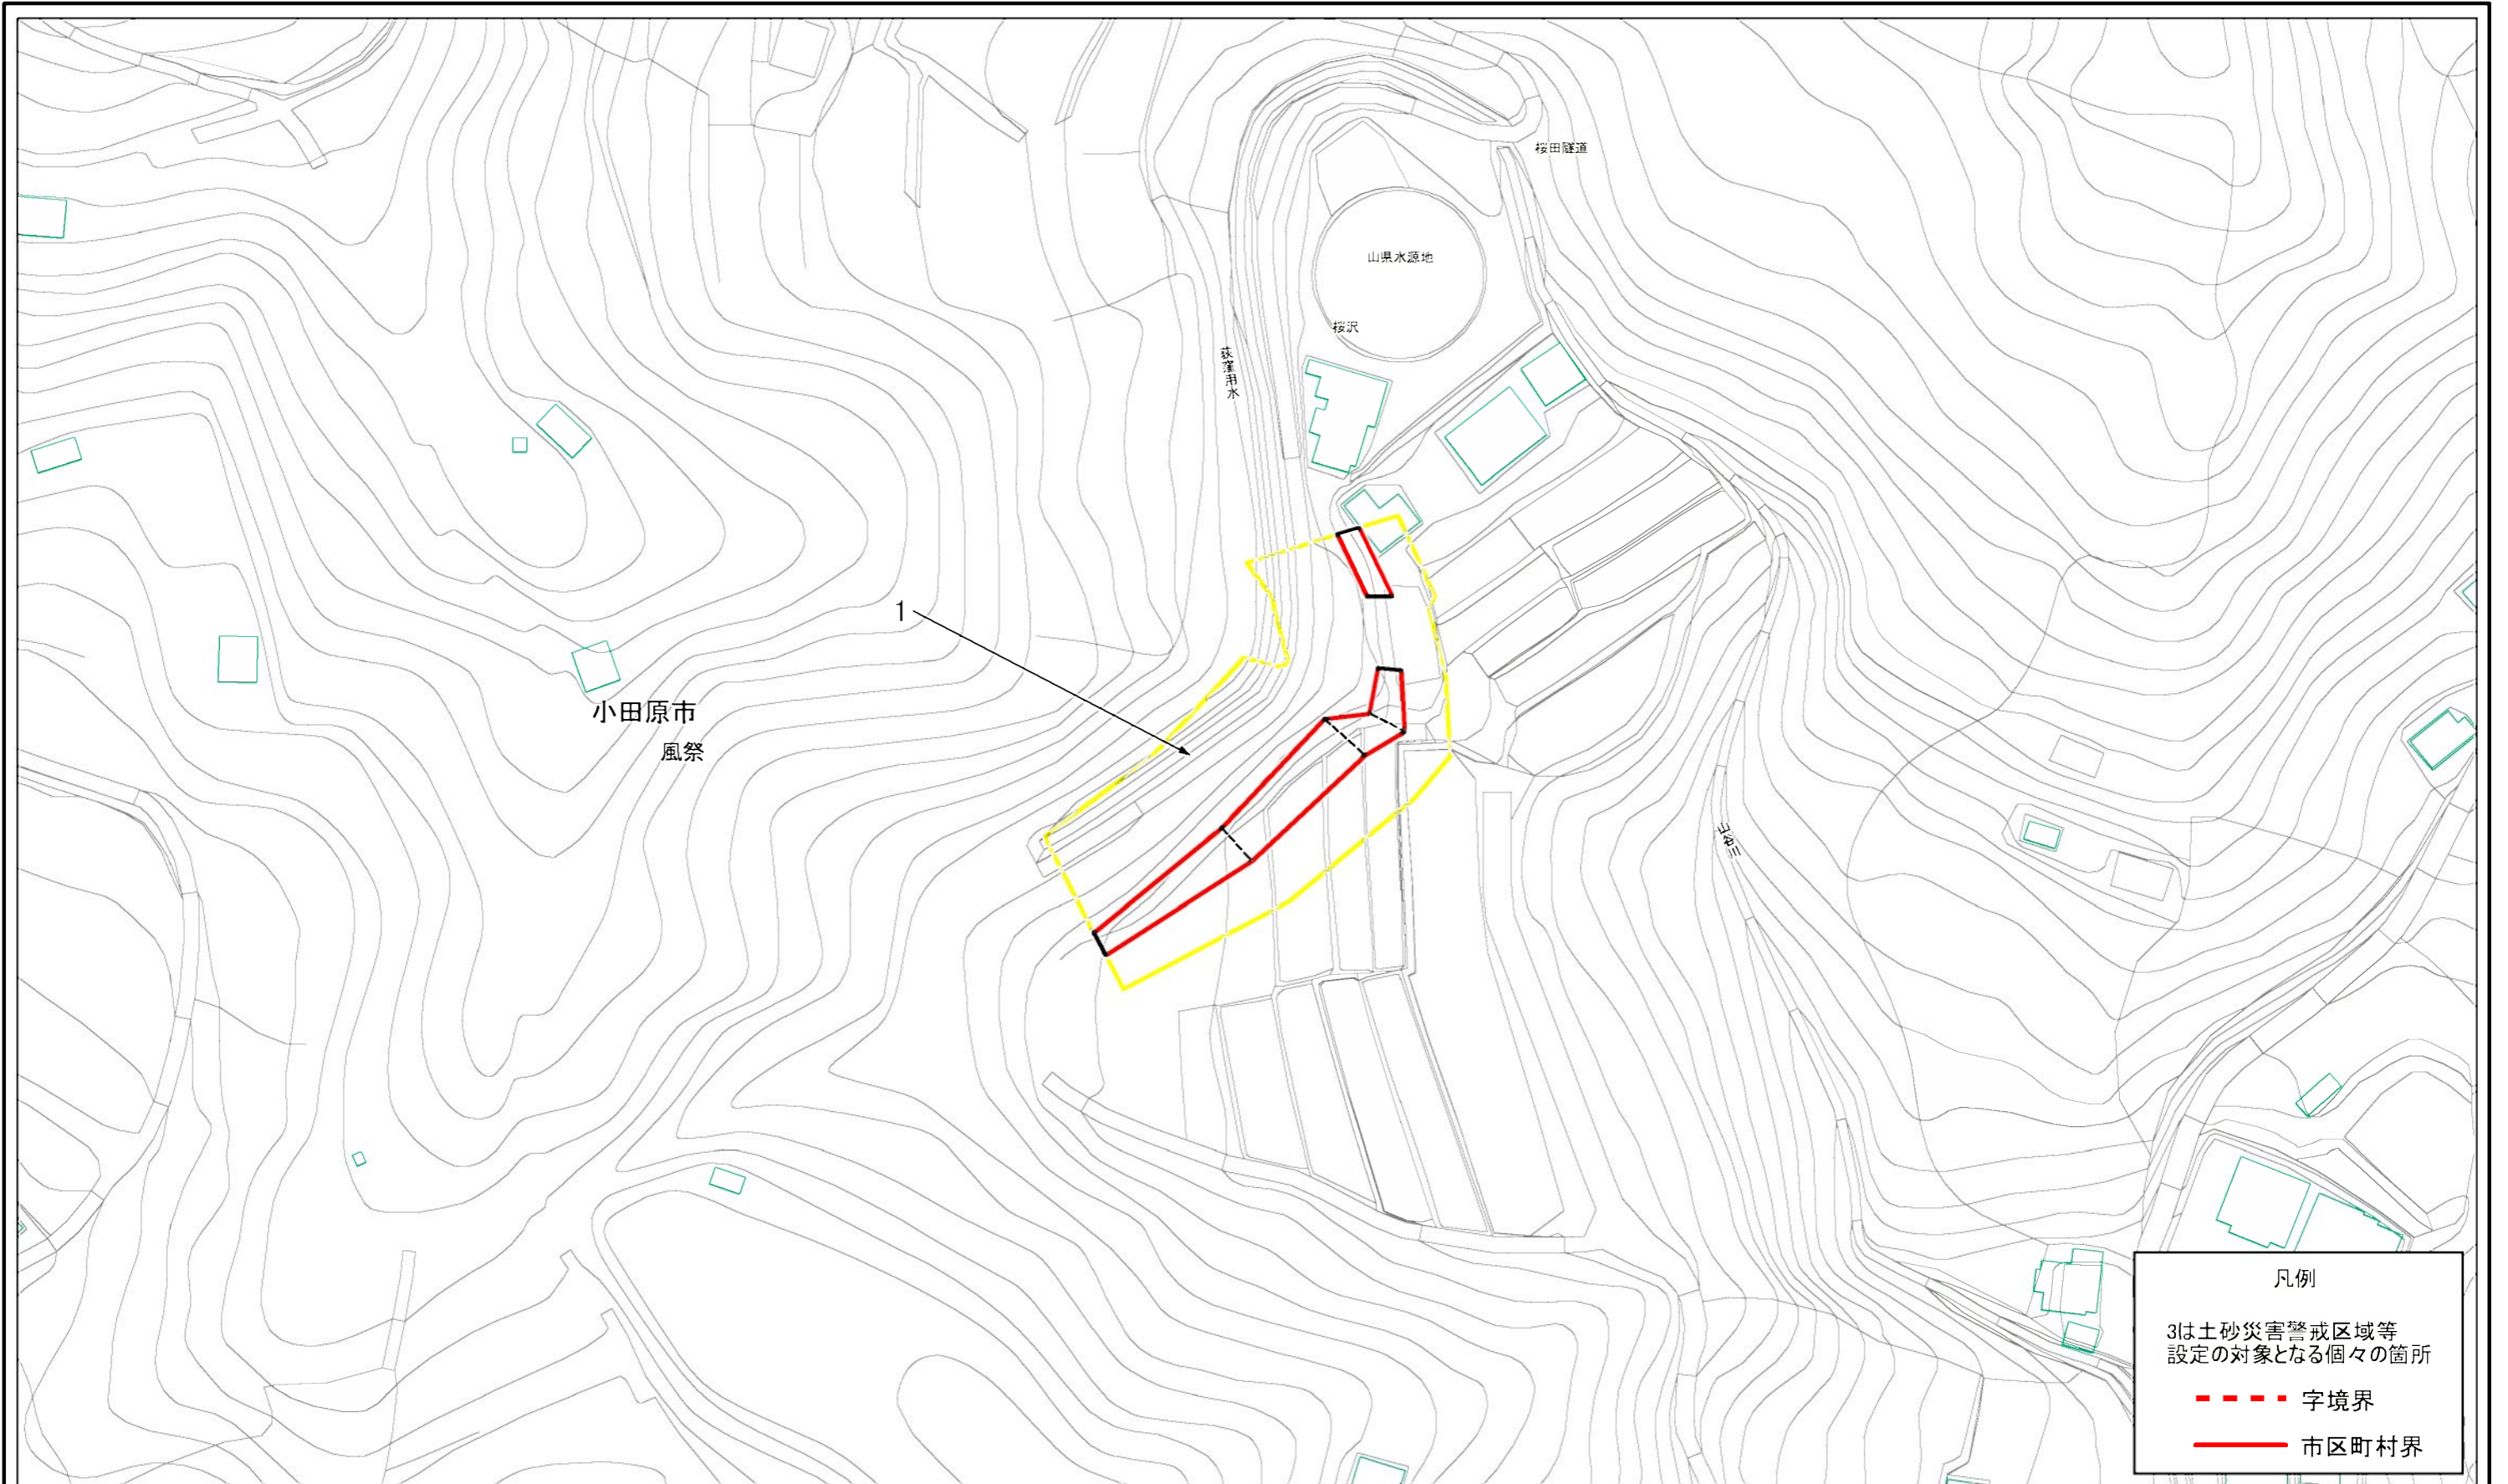 桜田隧道
山県水源地
桜沢
荻窪用水
1
小田原市
風祭
山谷川
凡例
3は土砂災害警戒区域等
設定の対象となる個々の箇所
字境界
市区町村界